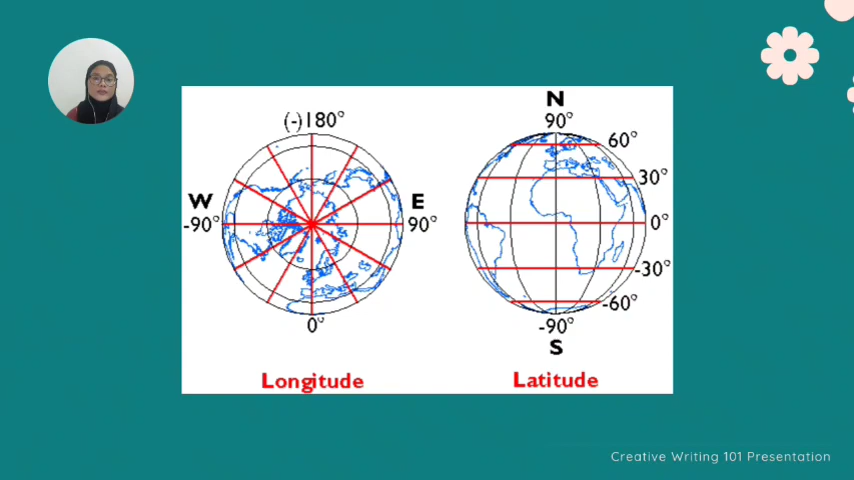 (-)180°
W
E
-90°
90°
0°
Longitude
N
90°
60°
30°
0°
-30°
-60°
-90°
S
Latitude
Creative Writing 101 Presentation